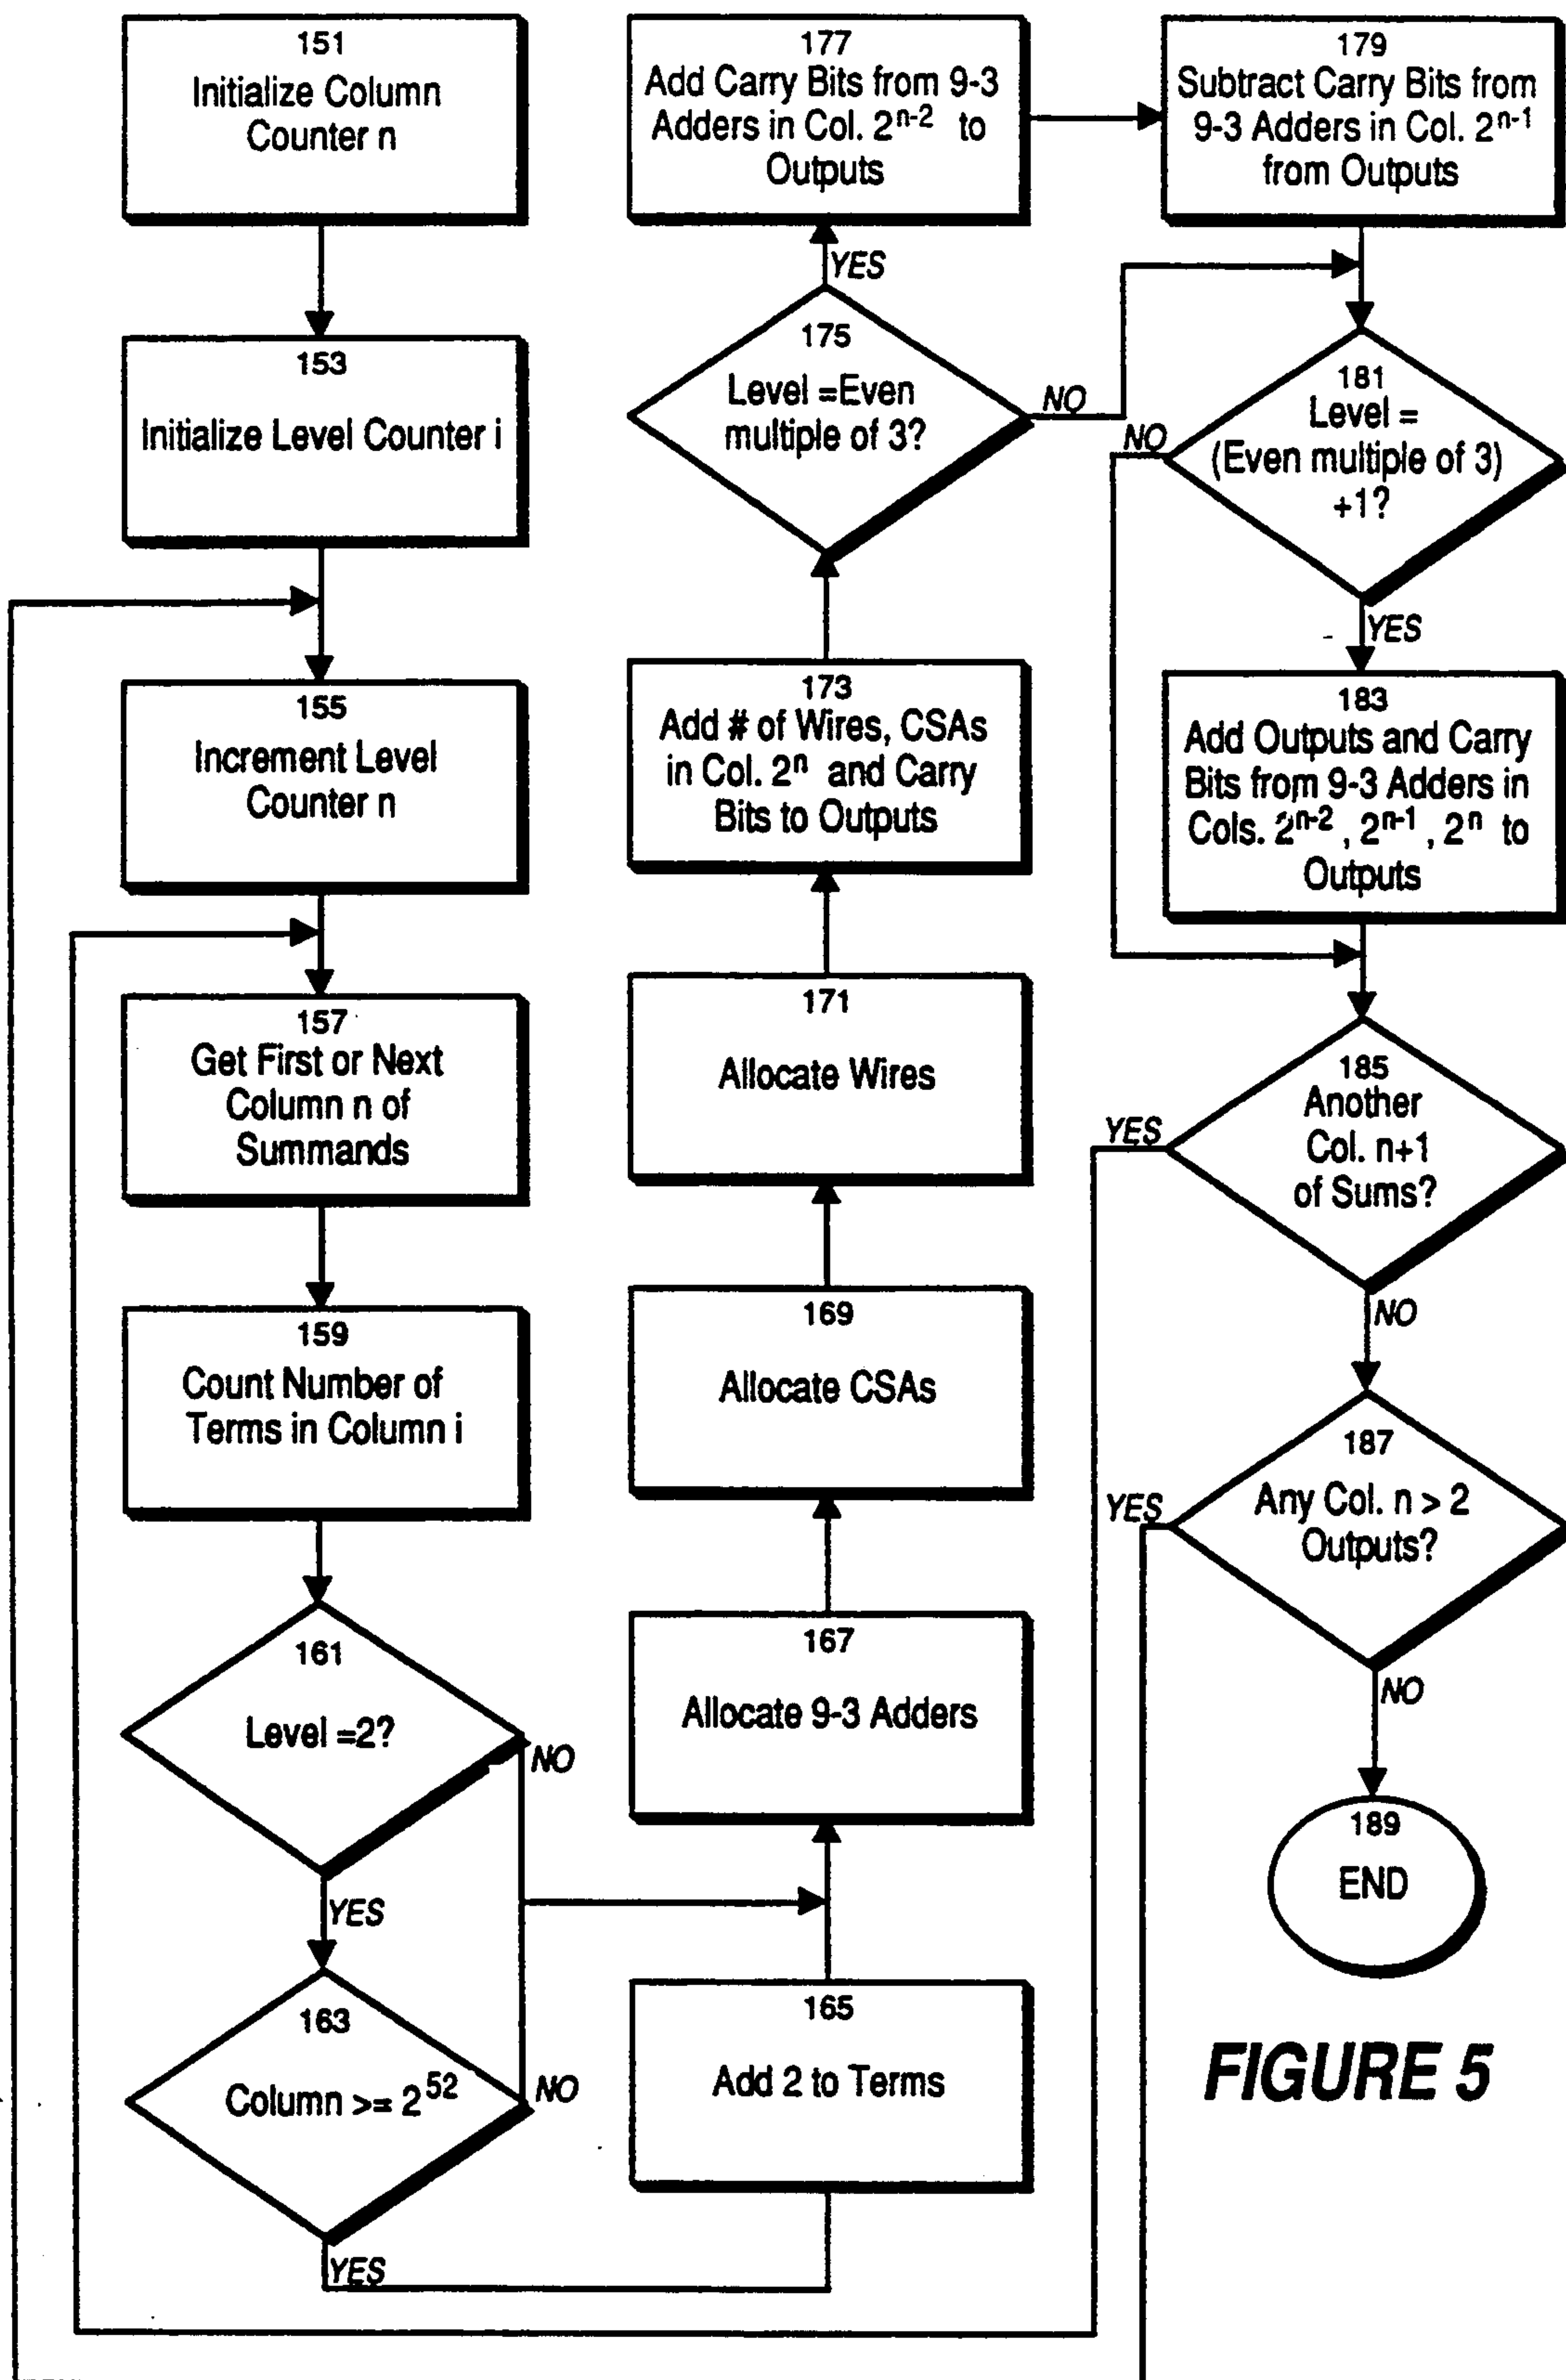 151
Initialize Column
Counter n
153
Initialize Level Counter i
155
Increment Level
Counter n
157
Get First or Next
Column n of
Summands
159
Count Number of
Terms in Column i
161
Level =2?
NO
YES
163
Column >= 2^52
NO
YES
165
Add 2 to Terms
167
Allocate 9-3 Adders
169
Allocate CSAs
171
Allocate Wires
173
Add # of Wires, CSAs
in Col. 2^n and Carry
Bits to Outputs
175
Level =Even
multiple of 3?
NO
YES
177
Add Carry Bits from 9-3
Adders in Col. 2^n-2 to
Outputs
179
Subtract Carry Bits from
9-3 Adders in Col. 2^n-1
from Outputs
181
Level =
(Even multiple of 3)
+1?
NO
YES
183
Add Outputs and Carry
Bits from 9-3 Adders in
Cols. 2^n-2 , 2^n-1 , 2^n to
Outputs
185
Another
Col. n+1
of Sums?
YES
NO
187
Any Col. n > 2
Outputs?
YES
NO
189
END
FIGURE 5